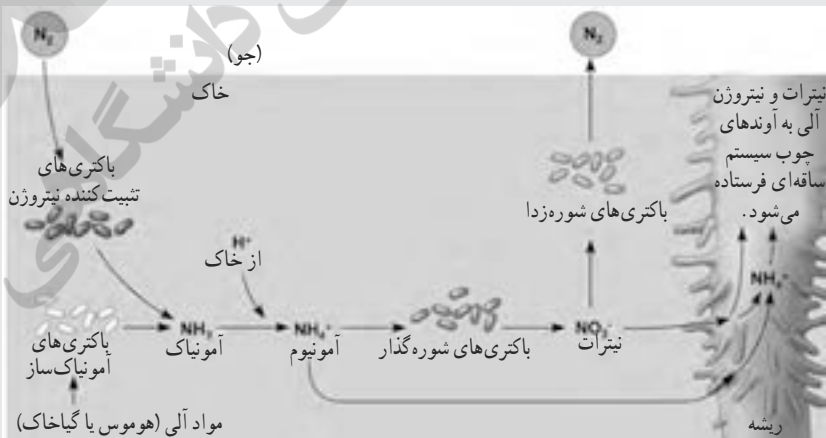 N₂
N₂
(جو)
خاک
نیترات و نیتروژن
آلی به آوندهای
چوب سیستم
ساقه‌ای فرستاده
می‌شود.
باکتری‌های
تثبیت‌کننده نیتروژن
باکتری‌های شوره‌زدا
H⁺
از خاک
NH₄⁺
NH₃
آمونیاک
NH₄⁺
آمونیوم
باکتری‌های شوره‌گذار
نیترات
باکتری‌های
آمونیاک‌ساز
مواد آلی (هوموس یا گیاخاک)
ریشه